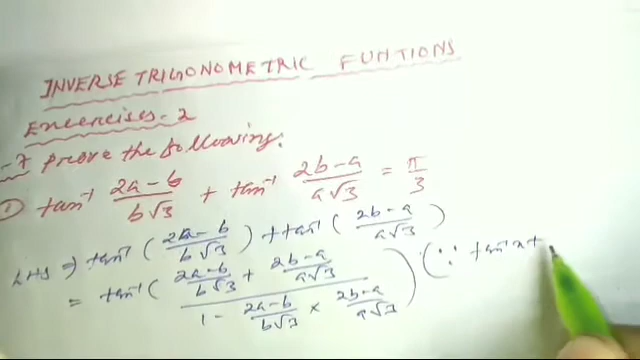 INVERSE TRIGONOMETRIC FUNTIONS
Excercises-2
-7 prove the following.
① tan⁻¹ (2a-b)/(b√3) + tan⁻¹ (2b-a)/(a√3) = π/3
LHS ⇒ tan⁻¹ ((2a-b)/(b√3)) + tan⁻¹ ((2b-a)/(a√3))
= tan⁻¹ (((2a-b)/(b√3) + (2b-a)/(a√3)) / (1 - (2a-b)/(b√3) × (2b-a)/(a√3))) (∵ tan⁻¹ x +